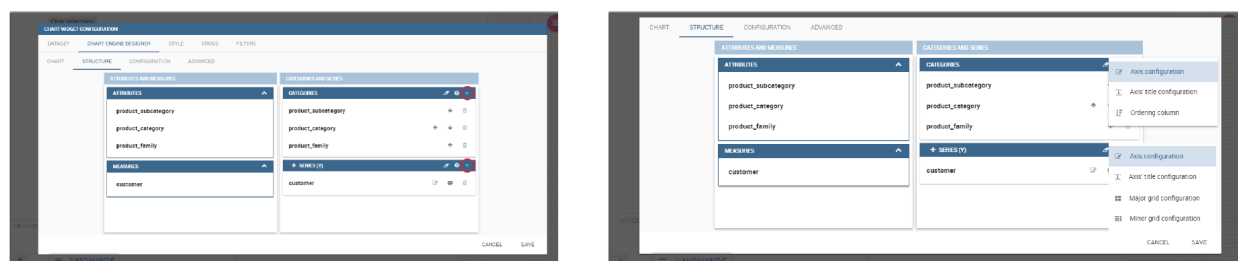 Clear selections
CHART WIDGET CONFIGURATION
DATASET CHART ENGINE DESIGNER STYLE CROSS FILTERS
CHART STRUCTURE CONFIGURATION ADVANCED
ATTRIBUTES AND MEASURES CATEGORIES AND SERIES
ATTRIBUTES CATEGORIES
product_subcategory product_subcategory
product_category product_category
product_family product_family
MEASURES + SERIES (Y)
customer customer
CANCEL SAVE
KNOWAGE
CHART STRUCTURE CONFIGURATION ADVANCED
ATTRIBUTES AND MEASURES CATEGORIES AND SERIES
ATTRIBUTES CATEGORIES
Axis configuration
product_subcategory product_subcategory
Axis' title configuration
product_category product_category
Ordering column
product_family product_family
MEASURES + SERIES (Y)
Axis configuration
customer customer
Axis' title configuration
Major grid configuration
Minor grid configuration
CANCEL SAVE